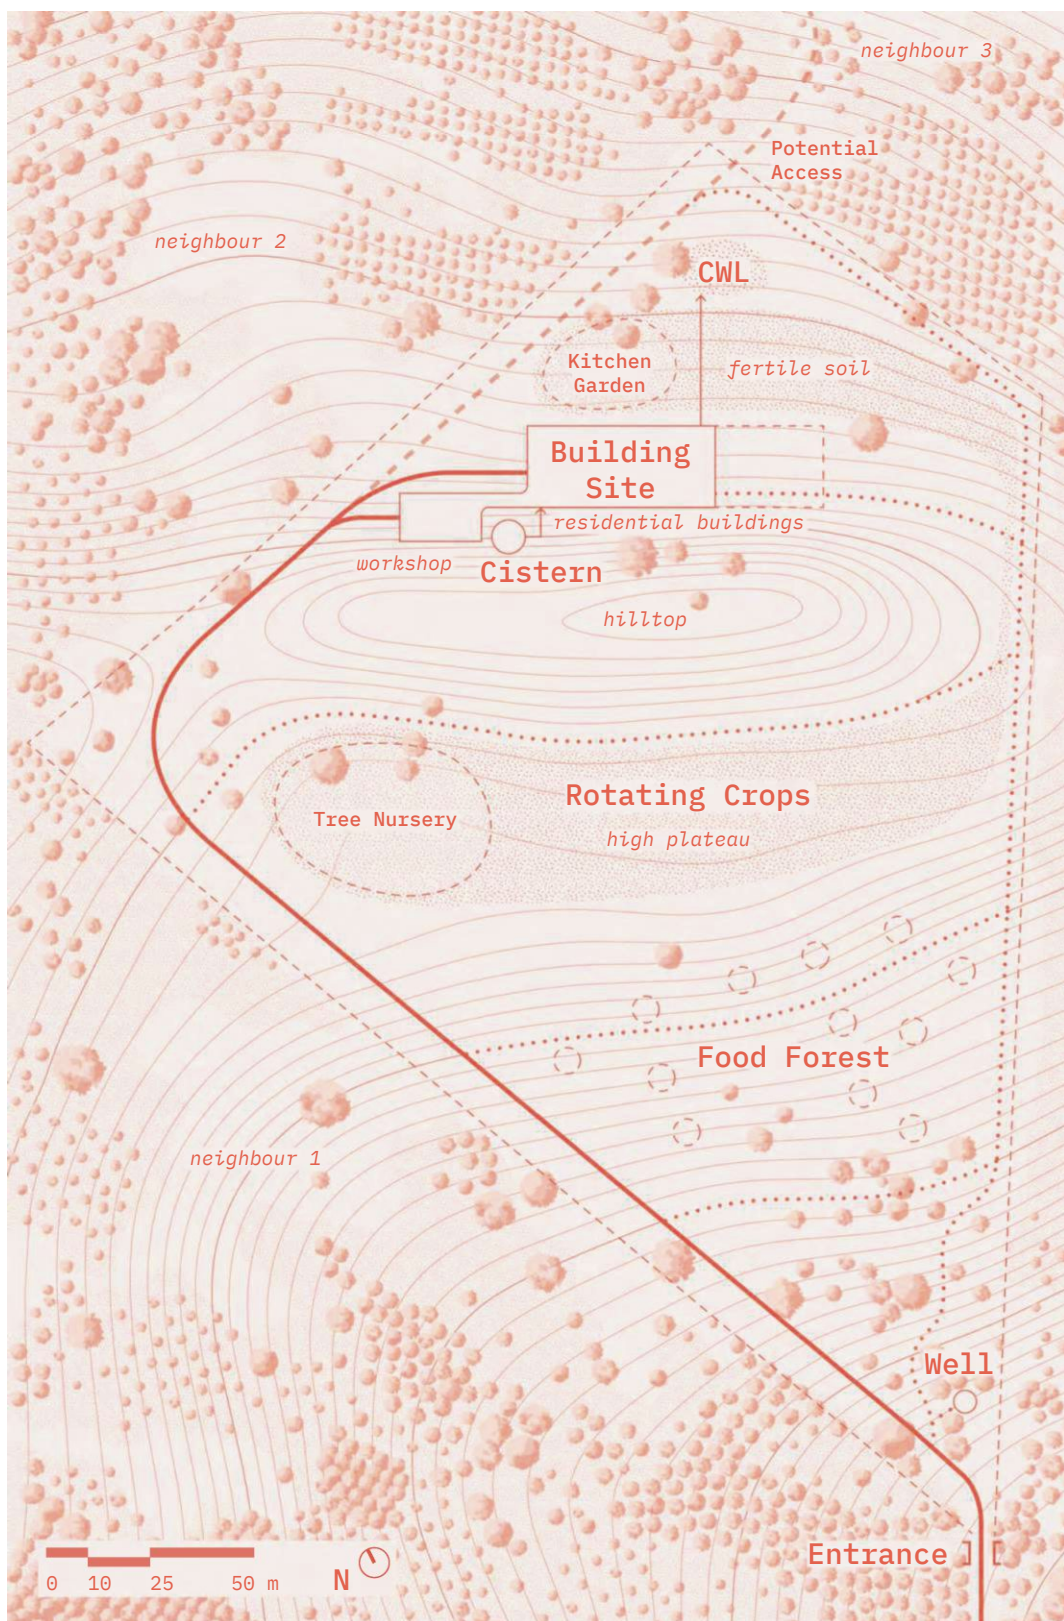 neighbour 3
Potential
Access
neighbour 2
CWL
Kitchen
Garden
fertile soil
Building
Site
residential buildings
workshop
Cistern
hilltop
Rotating Crops
Tree Nursery
high plateau
Food Forest
neighbour 1
Well
Entrance
0 10 25 50 m
N